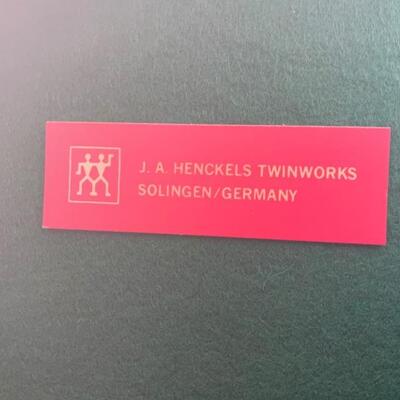 J. A. HENCKELS TWINWORKS
SOLINGEN/GERMANY